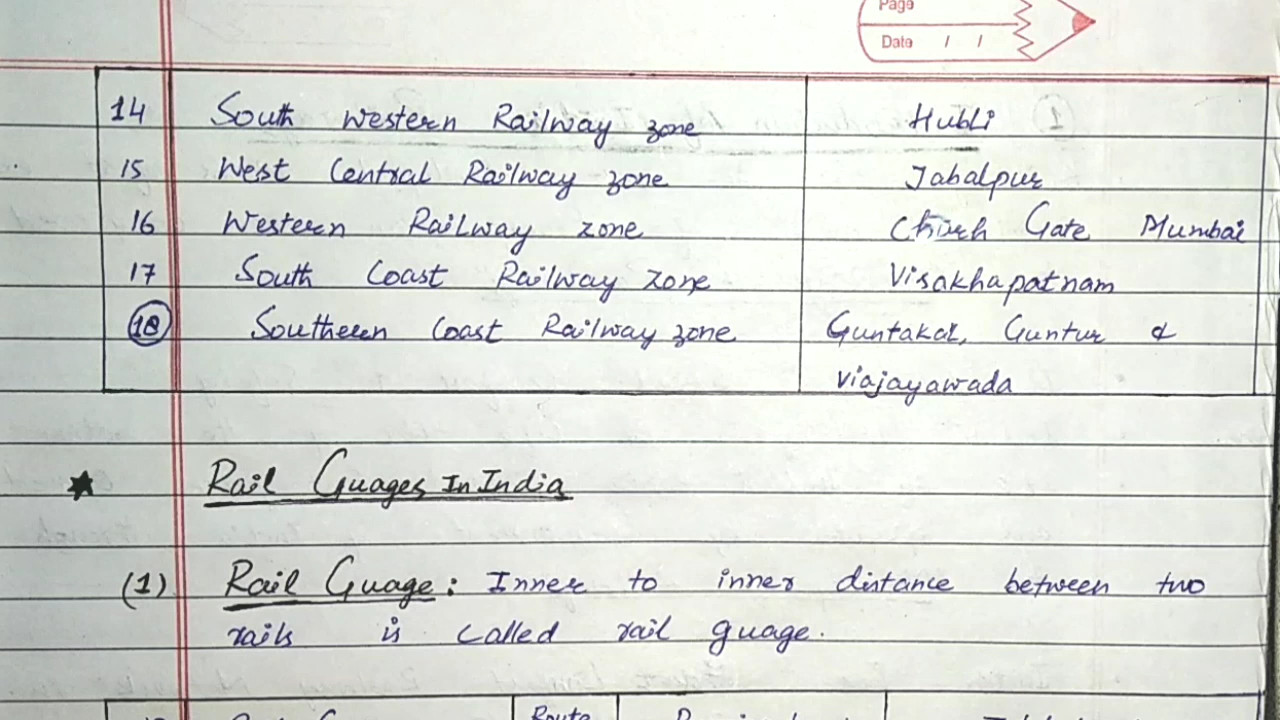 Page
Date / /
14 South Western Railway zone Hubli
15 West Central Railway zone Jabalpur
16 Western Railway zone Church Gate Mumbai
17 South Coast Railway Zone Visakhapatnam
18 Southern Coast Railway zone Guntakal, Guntur &
Viajayawada
★ Rail Guages In India
(1) Rail Guage : Inner to inner distance between two
rails is called rail guage.
Route